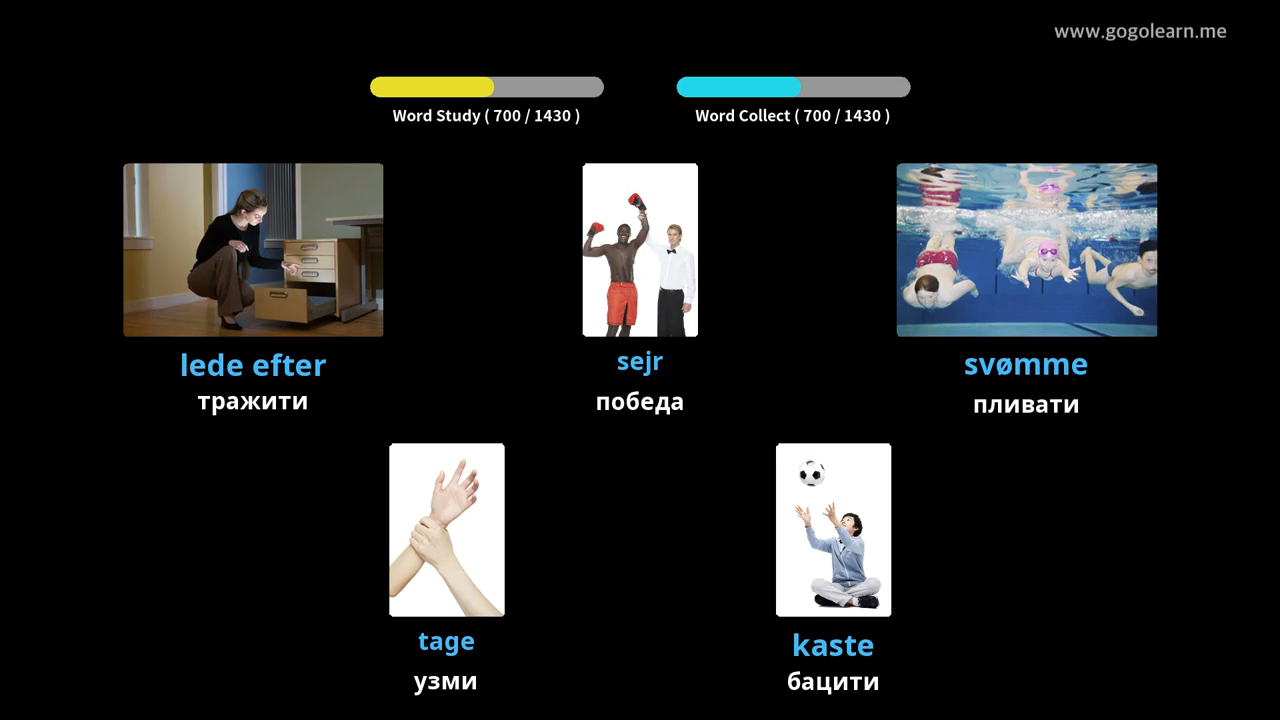 www.gogolearn.me
Word Study ( 700 / 1430 )
Word Collect ( 700 / 1430 )
lede efter
тражити
sejr
победа
svømme
пливати
tage
узми
kaste
бацити